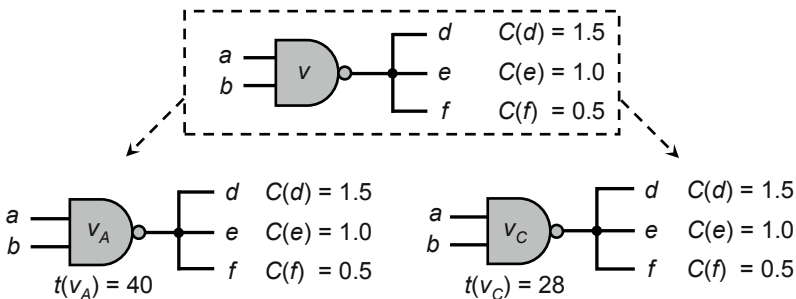 d C(d) = 1.5
a
v e C(e) = 1.0
b
f C(f) = 0.5
d C(d) = 1.5
a
v_A e C(e) = 1.0
b
f C(f) = 0.5
t(v_A) = 40
d C(d) = 1.5
a
v_C e C(e) = 1.0
b
f C(f) = 0.5
t(v_C) = 28